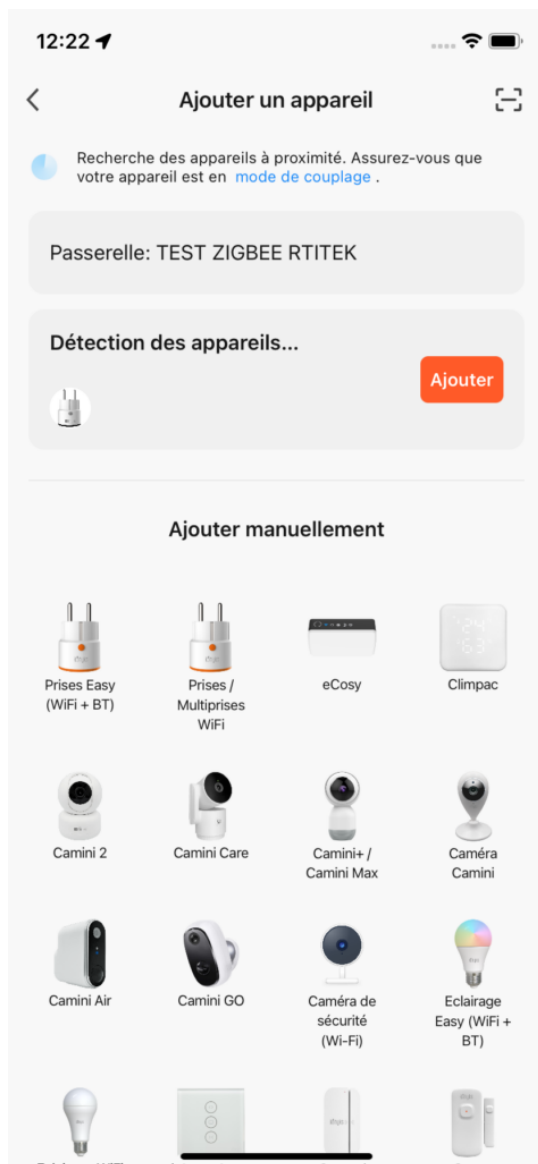 12:22
Ajouter un appareil
Recherche des appareils à proximité. Assurez-vous que
votre appareil est en mode de couplage .
Passerelle: TEST ZIGBEE RTITEK
Détection des appareils...
Ajouter
Ajouter manuellement
Prises Easy
(WiFi + BT)
Prises /
Multiprises
WiFi
eCosy
Climpac
Camini 2
Camini Care
Camini+ /
Camini Max
Caméra
Camini
Camini Air
Camini GO
Caméra de
sécurité
(Wi-Fi)
Eclairage
Easy (WiFi +
BT)